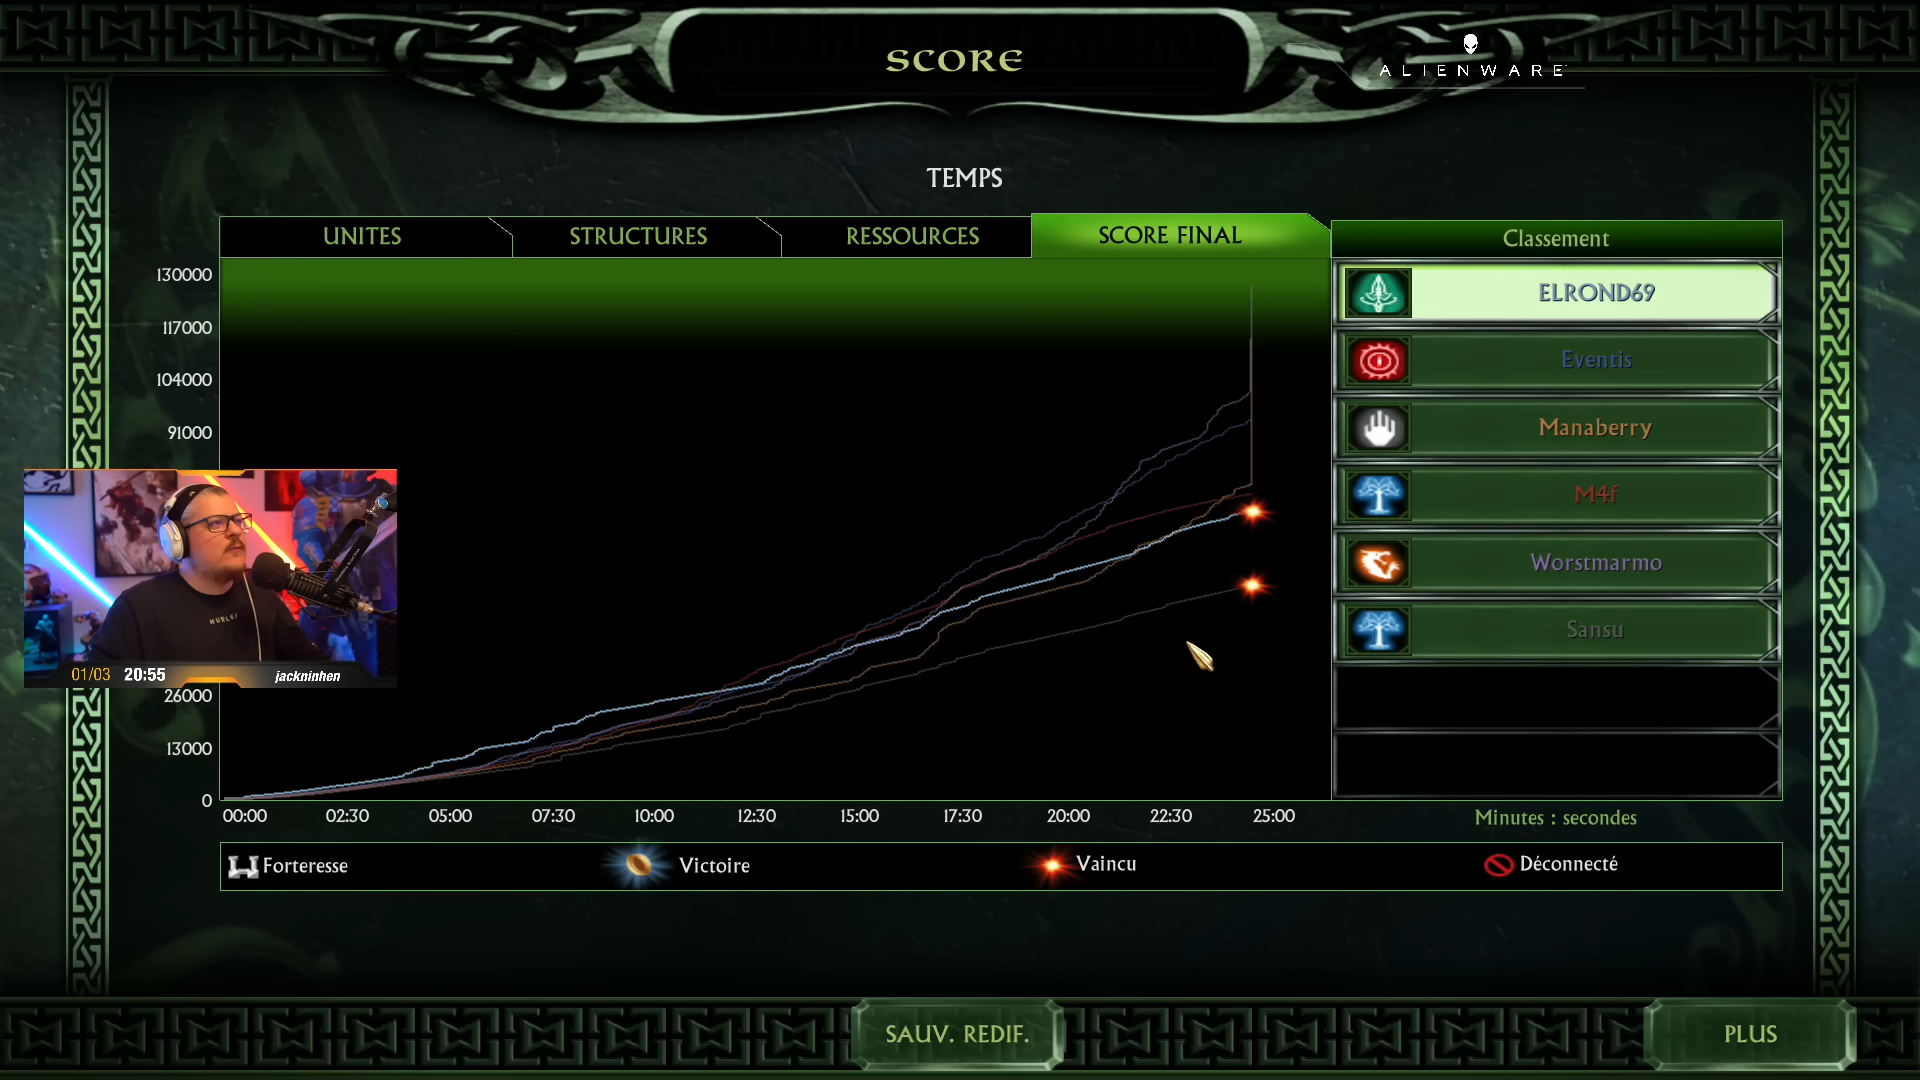 SCORE
ALIENWARE
TEMPS
UNITES
STRUCTURES
RESSOURCES
SCORE FINAL
Classement
130000
117000
104000
91000
26000
13000
0
ELROND69
Eventis
Manaberry
M4f
Worstmarmo
Sansu
HURLEY
01/03 20:55 jackninhen
00:00 02:30 05:00 07:30 10:00 12:30 15:00 17:30 20:00 22:30 25:00
Minutes : secondes
Forteresse
Victoire
Vaincu
Déconnecté
SAUV. REDIF.
PLUS